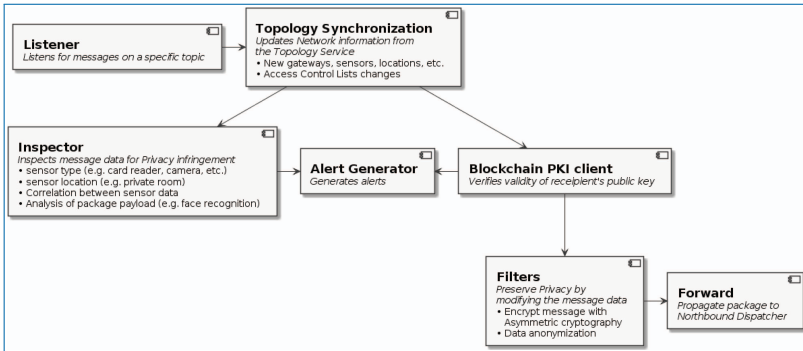 Listener
Listens for messages on a specific topic
Topology Synchronization
Updates Network information from
the Topology Service
• New gateways, sensors, locations, etc.
• Access Control Lists changes
Inspector
Inspects message data for Privacy infringement
• sensor type (e.g. card reader, camera, etc.)
• sensor location (e.g. private room)
• Correlation between sensor data
• Analysis of package payload (e.g. face recognition)
Alert Generator
Generates alerts
Blockchain PKI client
Verifies validity of receipient's public key
Filters
Preserve Privacy by
modifying the message data
• Encrypt message with
Asymmetric cryptography
• Data anonymization
Forward
Propagate package to
Northbound Dispatcher